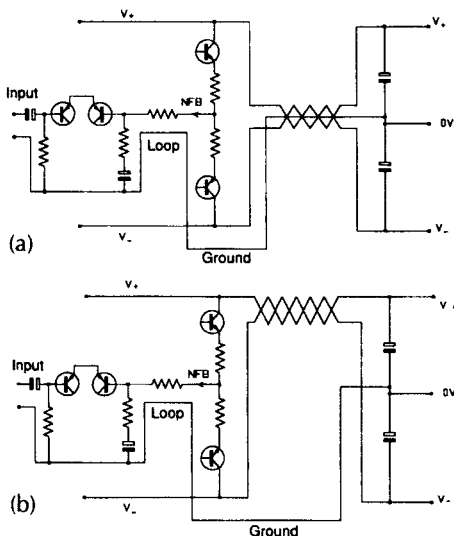 V+
V+
Input
NFB
0V
Loop
V-
V-
(a)
Ground
V+
Input
NFB
0V
Loop
V-
V-
(b)
Ground